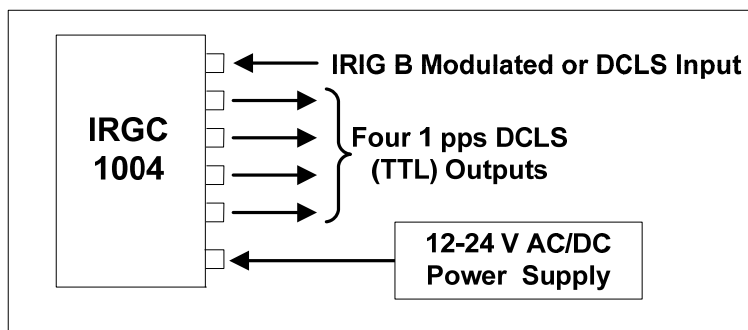 IRGC
1004
IRIG B Modulated or DCLS Input
Four 1 pps DCLS
(TTL) Outputs
12-24 V AC/DC
Power Supply